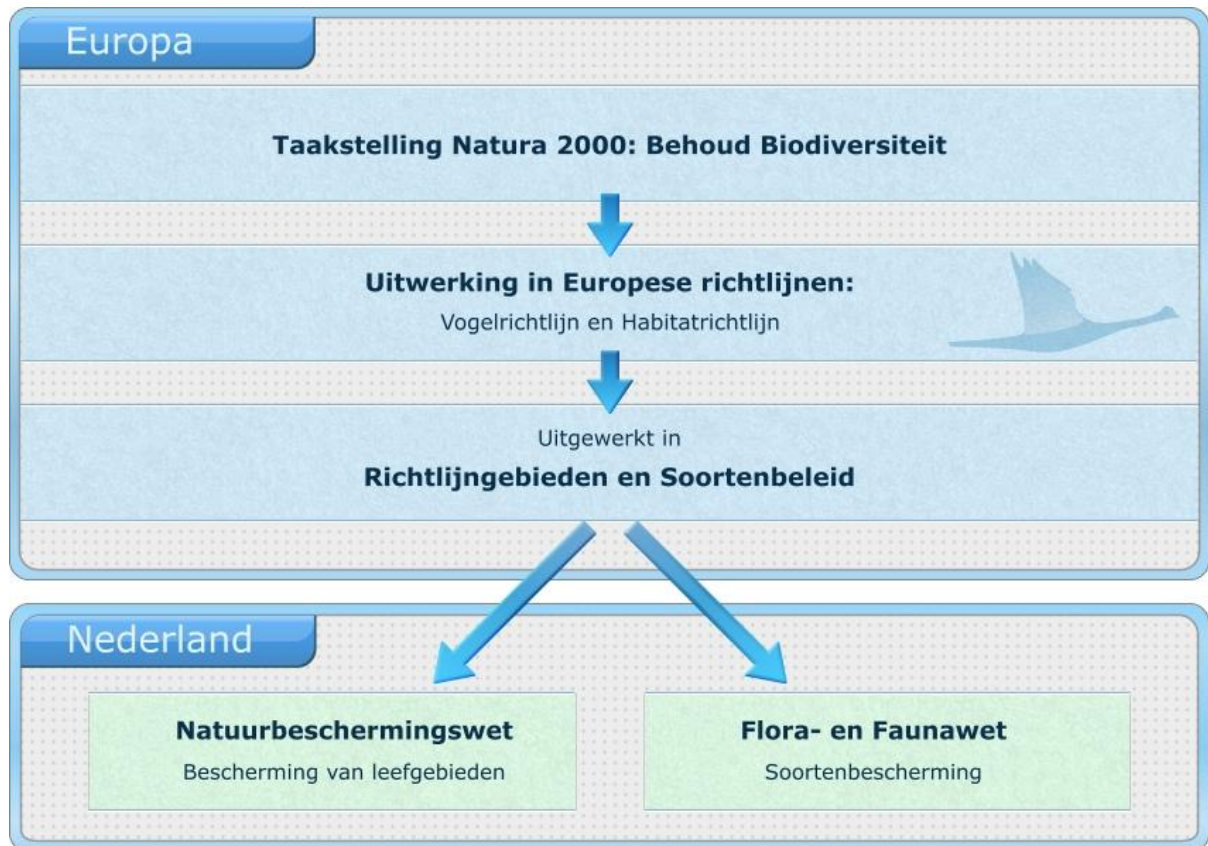 Europa
Taakstelling Natura 2000: Behoud Biodiversiteit
Uitwerking in Europese richtlijnen:
Vogelrichtlijn en Habitatrichtlijn
Uitgewerkt in
Richtlijngebieden en Soortenbeleid
Nederland
Natuurbeschermingswet
Bescherming van leefgebieden
Flora- en Faunawet
Soortenbescherming